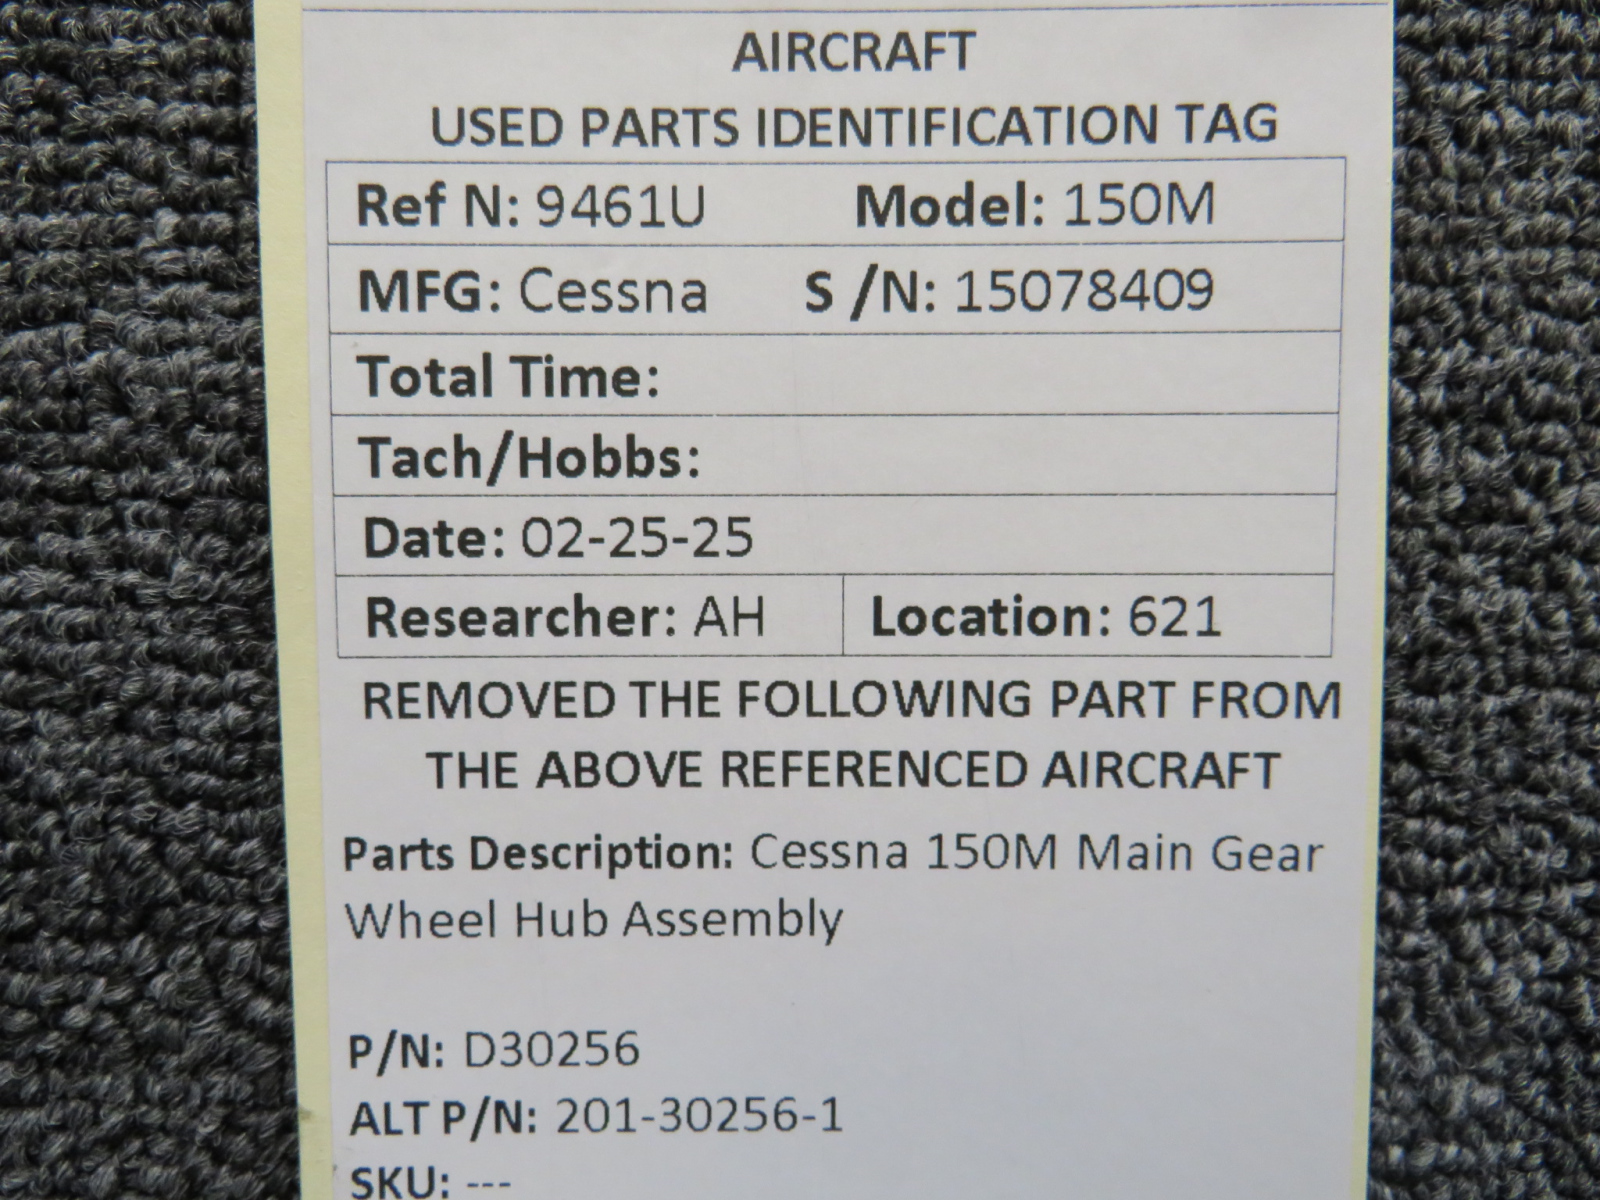 AIRCRAFT
USED PARTS IDENTIFICATION TAG
Ref N: 9461U Model: 150M
MFG: Cessna S /N: 15078409
Total Time:
Tach/Hobbs:
Date: 02-25-25
Researcher: AH Location: 621
REMOVED THE FOLLOWING PART FROM
THE ABOVE REFERENCED AIRCRAFT
Parts Description: Cessna 150M Main Gear
Wheel Hub Assembly
P/N: D30256
ALT P/N: 201-30256-1
SKU: ---